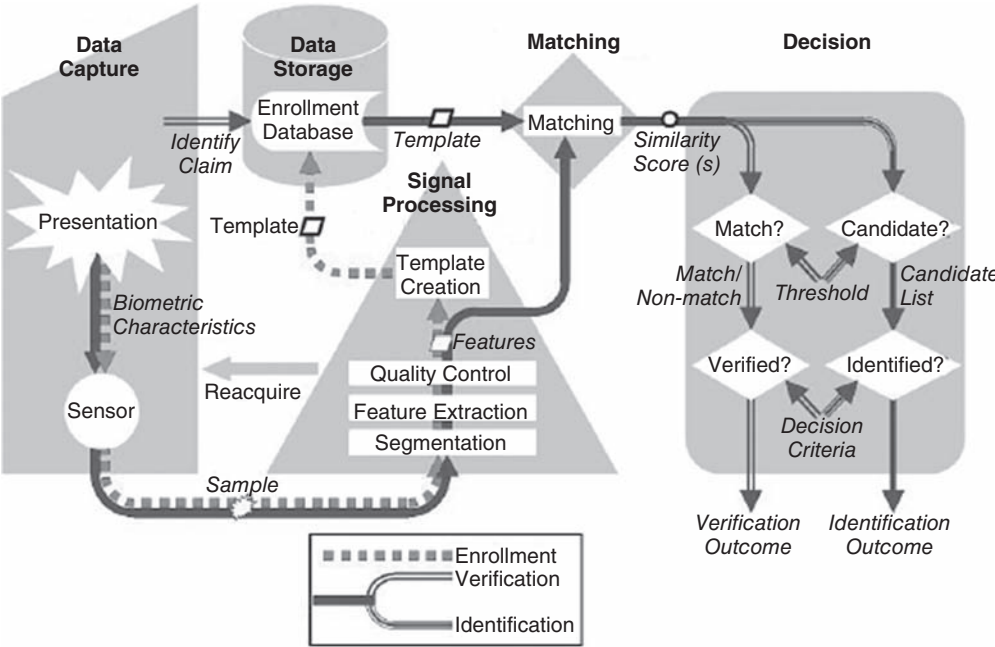 Data
Capture
Data
Storage
Matching
Decision
Enrollment
Database
Identify
Claim
Template
Matching
Similarity
Score (s)
Signal
Processing
Presentation
Template
Template
Creation
Match?
Candidate?
Match/
Non-match
Threshold
Candidate
List
Biometric
Characteristics
Features
Reacquire
Quality Control
Verified?
Identified?
Sensor
Feature Extraction
Segmentation
Decision
Criteria
Sample
Verification
Outcome
Identification
Outcome
Enrollment
Verification
Identification